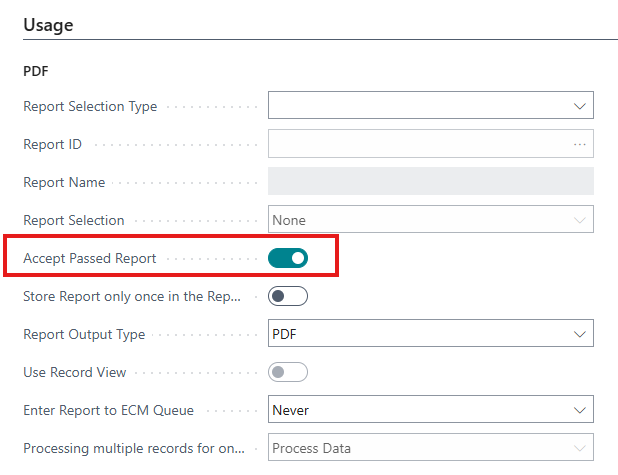 Usage
PDF
Report Selection Type
Report ID
Report Name
Report Selection None
Accept Passed Report
Store Report only once in the Rep...
Report Output Type PDF
Use Record View
Enter Report to ECM Queue Never
Processing multiple records for on... Process Data